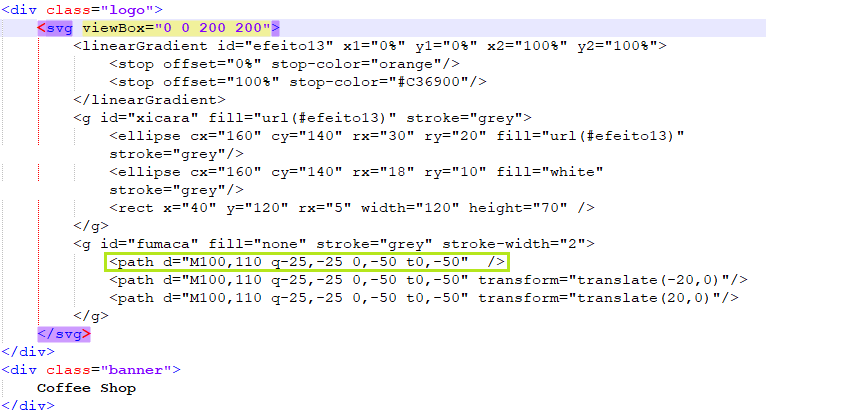 <div class="logo">
<svg viewBox="0 0 200 200">
<linearGradient id="efeito13" x1="0%" y1="0%" x2="100%" y2="100%">
<stop offset="0%" stop-color="orange"/>
<stop offset="100%" stop-color="#C36900"/>
</linearGradient>
<g id="xicara" fill="url(#efeito13)" stroke="grey">
<ellipse cx="160" cy="140" rx="30" ry="20" fill="url(#efeito13)"
stroke="grey"/>
<ellipse cx="160" cy="140" rx="18" ry="10" fill="white"
stroke="grey"/>
<rect x="40" y="120" rx="5" width="120" height="70" />
</g>
<g id="fumaca" fill="none" stroke="grey" stroke-width="2">
<path d="M100,110 q-25,-25 0,-50 t0,-50"  />
<path d="M100,110 q-25,-25 0,-50 t0,-50" transform="translate(-20,0)"/>
<path d="M100,110 q-25,-25 0,-50 t0,-50" transform="translate(20,0)"/>
</g>
</svg>
</div>
<div class="banner">
Coffee Shop
</div>